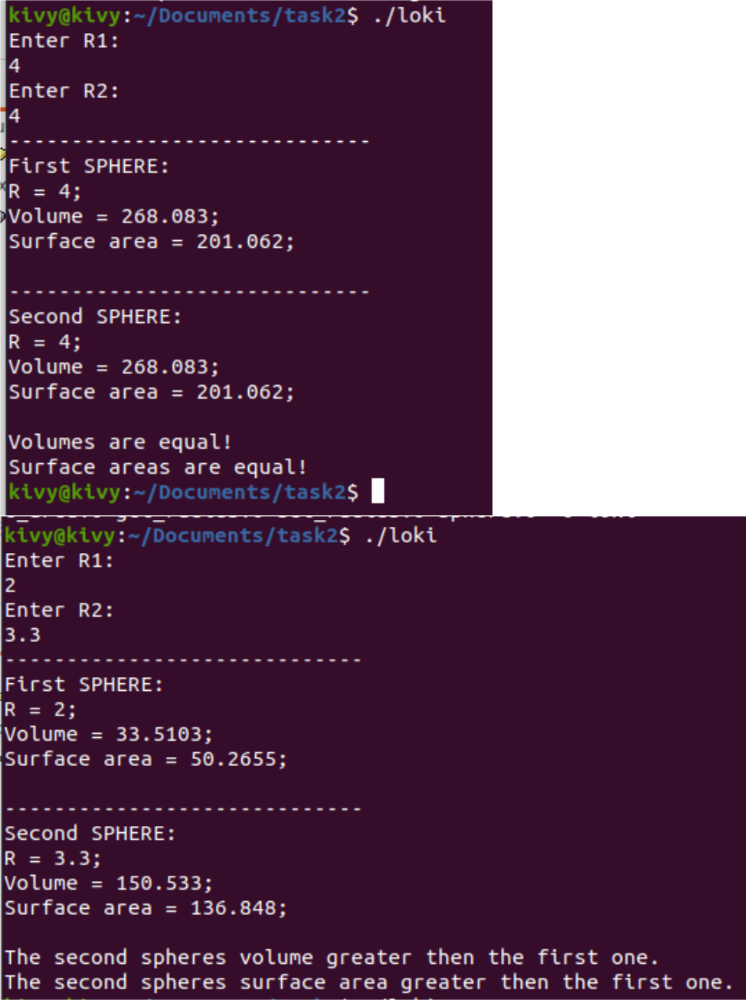 kivy@kivy:~/Documents/task2$ ./loki
Enter R1:
4
Enter R2:
4
-----------------------------
First SPHERE:
R = 4;
Volume = 268.083;
Surface area = 201.062;
-----------------------------
Second SPHERE:
R = 4;
Volume = 268.083;
Surface area = 201.062;
Volumes are equal!
Surface areas are equal!
kivy@kivy:~/Documents/task2$
kivy@kivy:~/Documents/task2$ ./loki
Enter R1:
2
Enter R2:
3.3
-----------------------------
First SPHERE:
R = 2;
Volume = 33.5103;
Surface area = 50.2655;
-----------------------------
Second SPHERE:
R = 3.3;
Volume = 150.533;
Surface area = 136.848;
The second spheres volume greater then the first one.
The second spheres surface area greater then the first one.